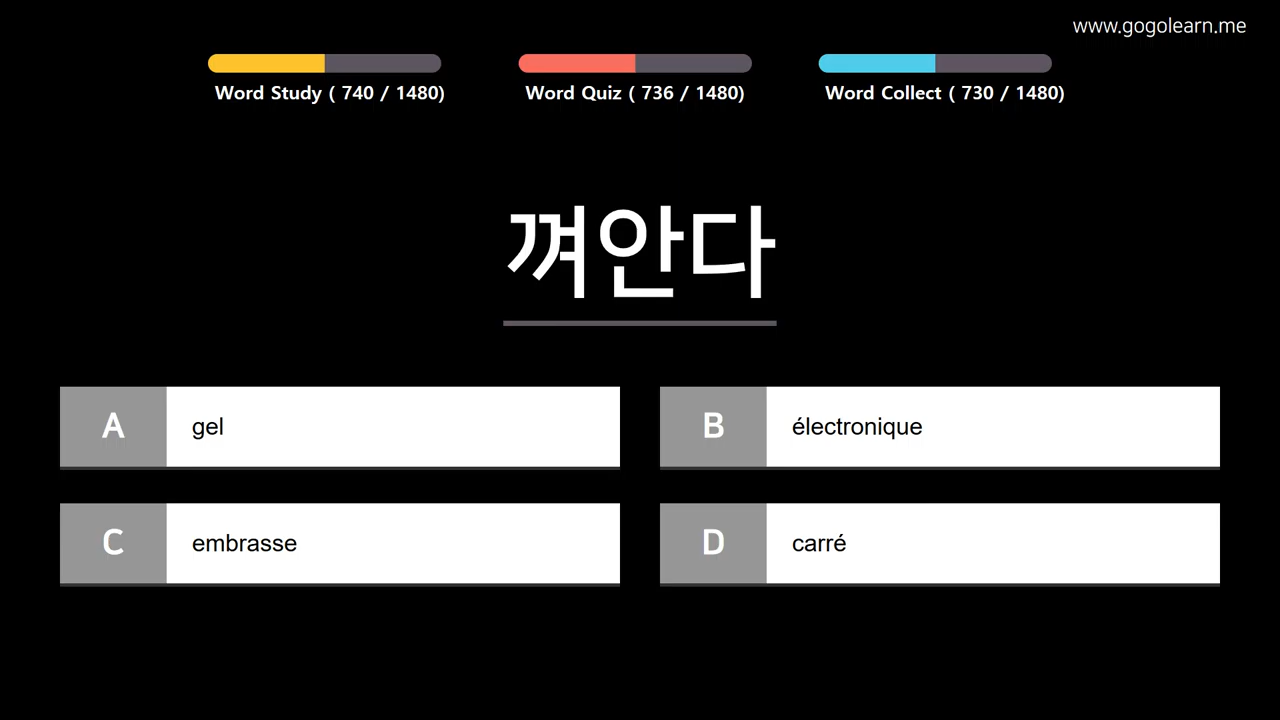 www.gogolearn.me
Word Study ( 740 / 1480)
Word Quiz ( 736 / 1480)
Word Collect ( 730 / 1480)
껴안다
A
gel
B
électronique
C
embrasse
D
carré